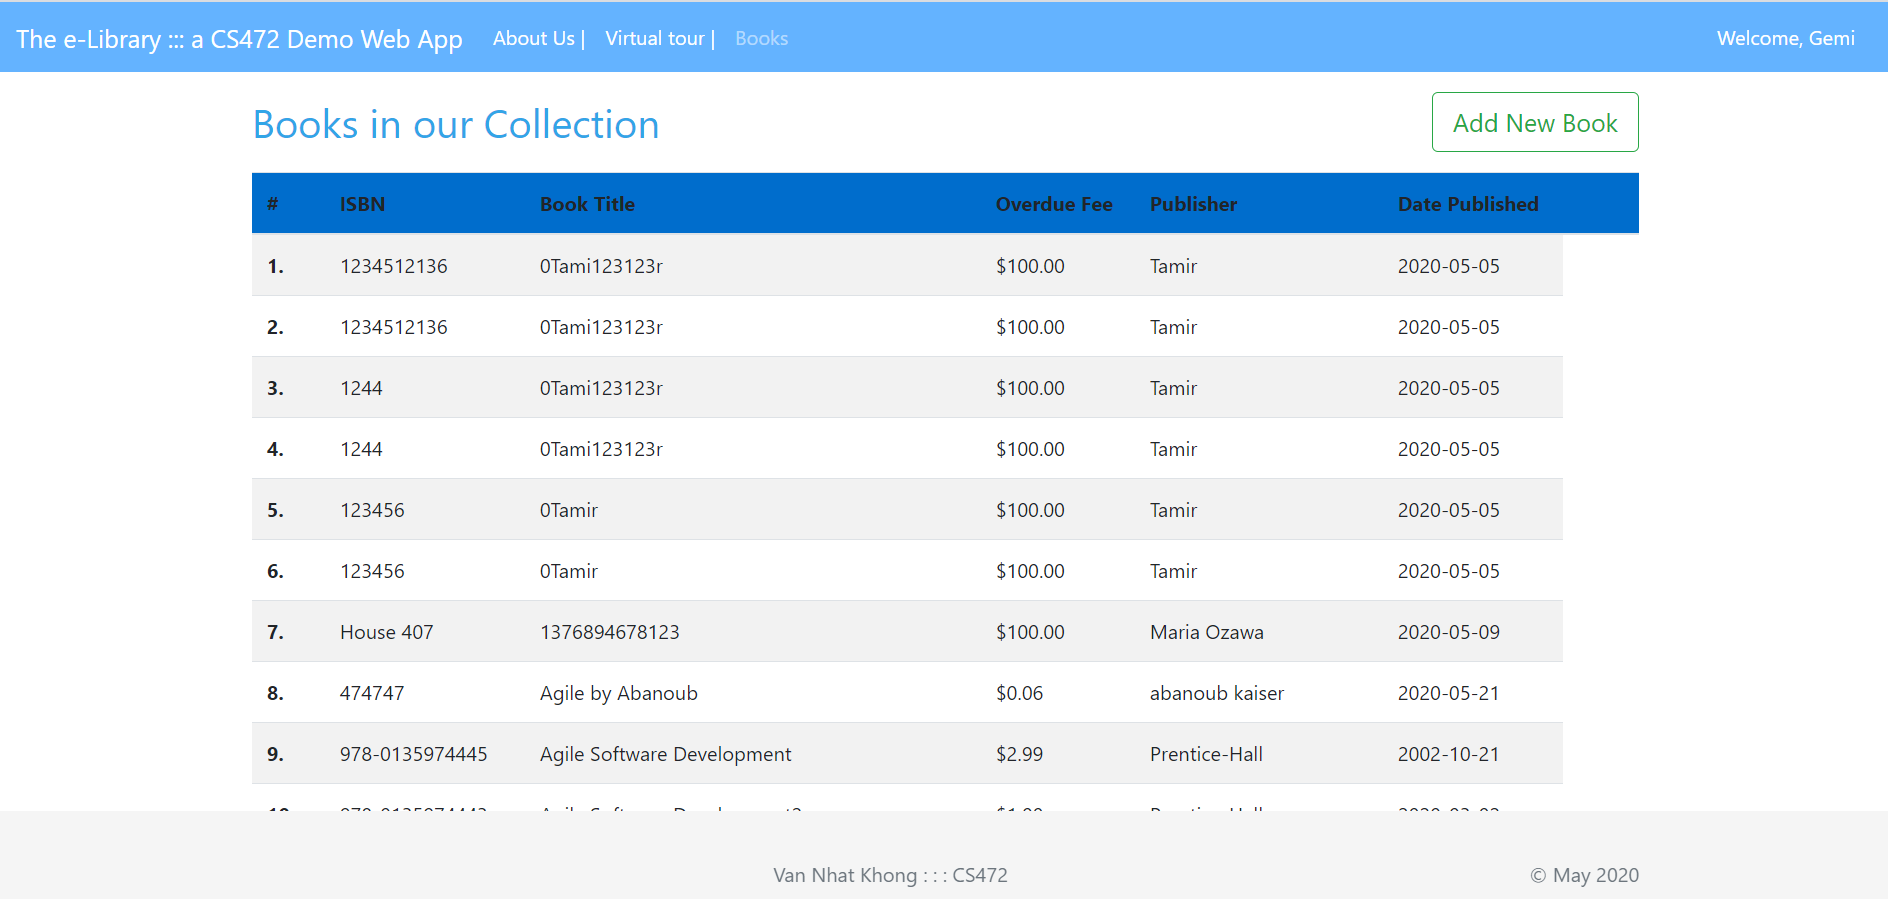 The e-Library ::: a CS472 Demo Web App About Us | Virtual tour | Books Welcome, Gemi
Books in our Collection Add New Book
# ISBN Book Title Overdue Fee Publisher Date Published
1. 1234512136 0Tami123123r $100.00 Tamir 2020-05-05
2. 1234512136 0Tami123123r $100.00 Tamir 2020-05-05
3. 1244 0Tami123123r $100.00 Tamir 2020-05-05
4. 1244 0Tami123123r $100.00 Tamir 2020-05-05
5. 123456 0Tamir $100.00 Tamir 2020-05-05
6. 123456 0Tamir $100.00 Tamir 2020-05-05
7. House 407 1376894678123 $100.00 Maria Ozawa 2020-05-09
8. 474747 Agile by Abanoub $0.06 abanoub kaiser 2020-05-21
9. 978-0135974445 Agile Software Development $2.99 Prentice-Hall 2002-10-21
Van Nhat Khong : : : CS472 © May 2020